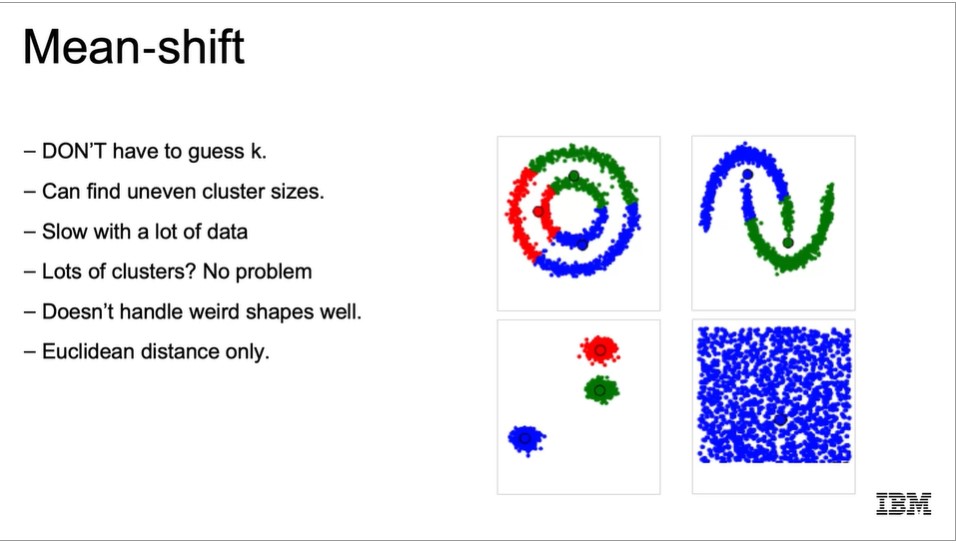 Mean-shift
– DON’T have to guess k.
– Can find uneven cluster sizes.
– Slow with a lot of data
– Lots of clusters? No problem
– Doesn’t handle weird shapes well.
– Euclidean distance only.
IBM